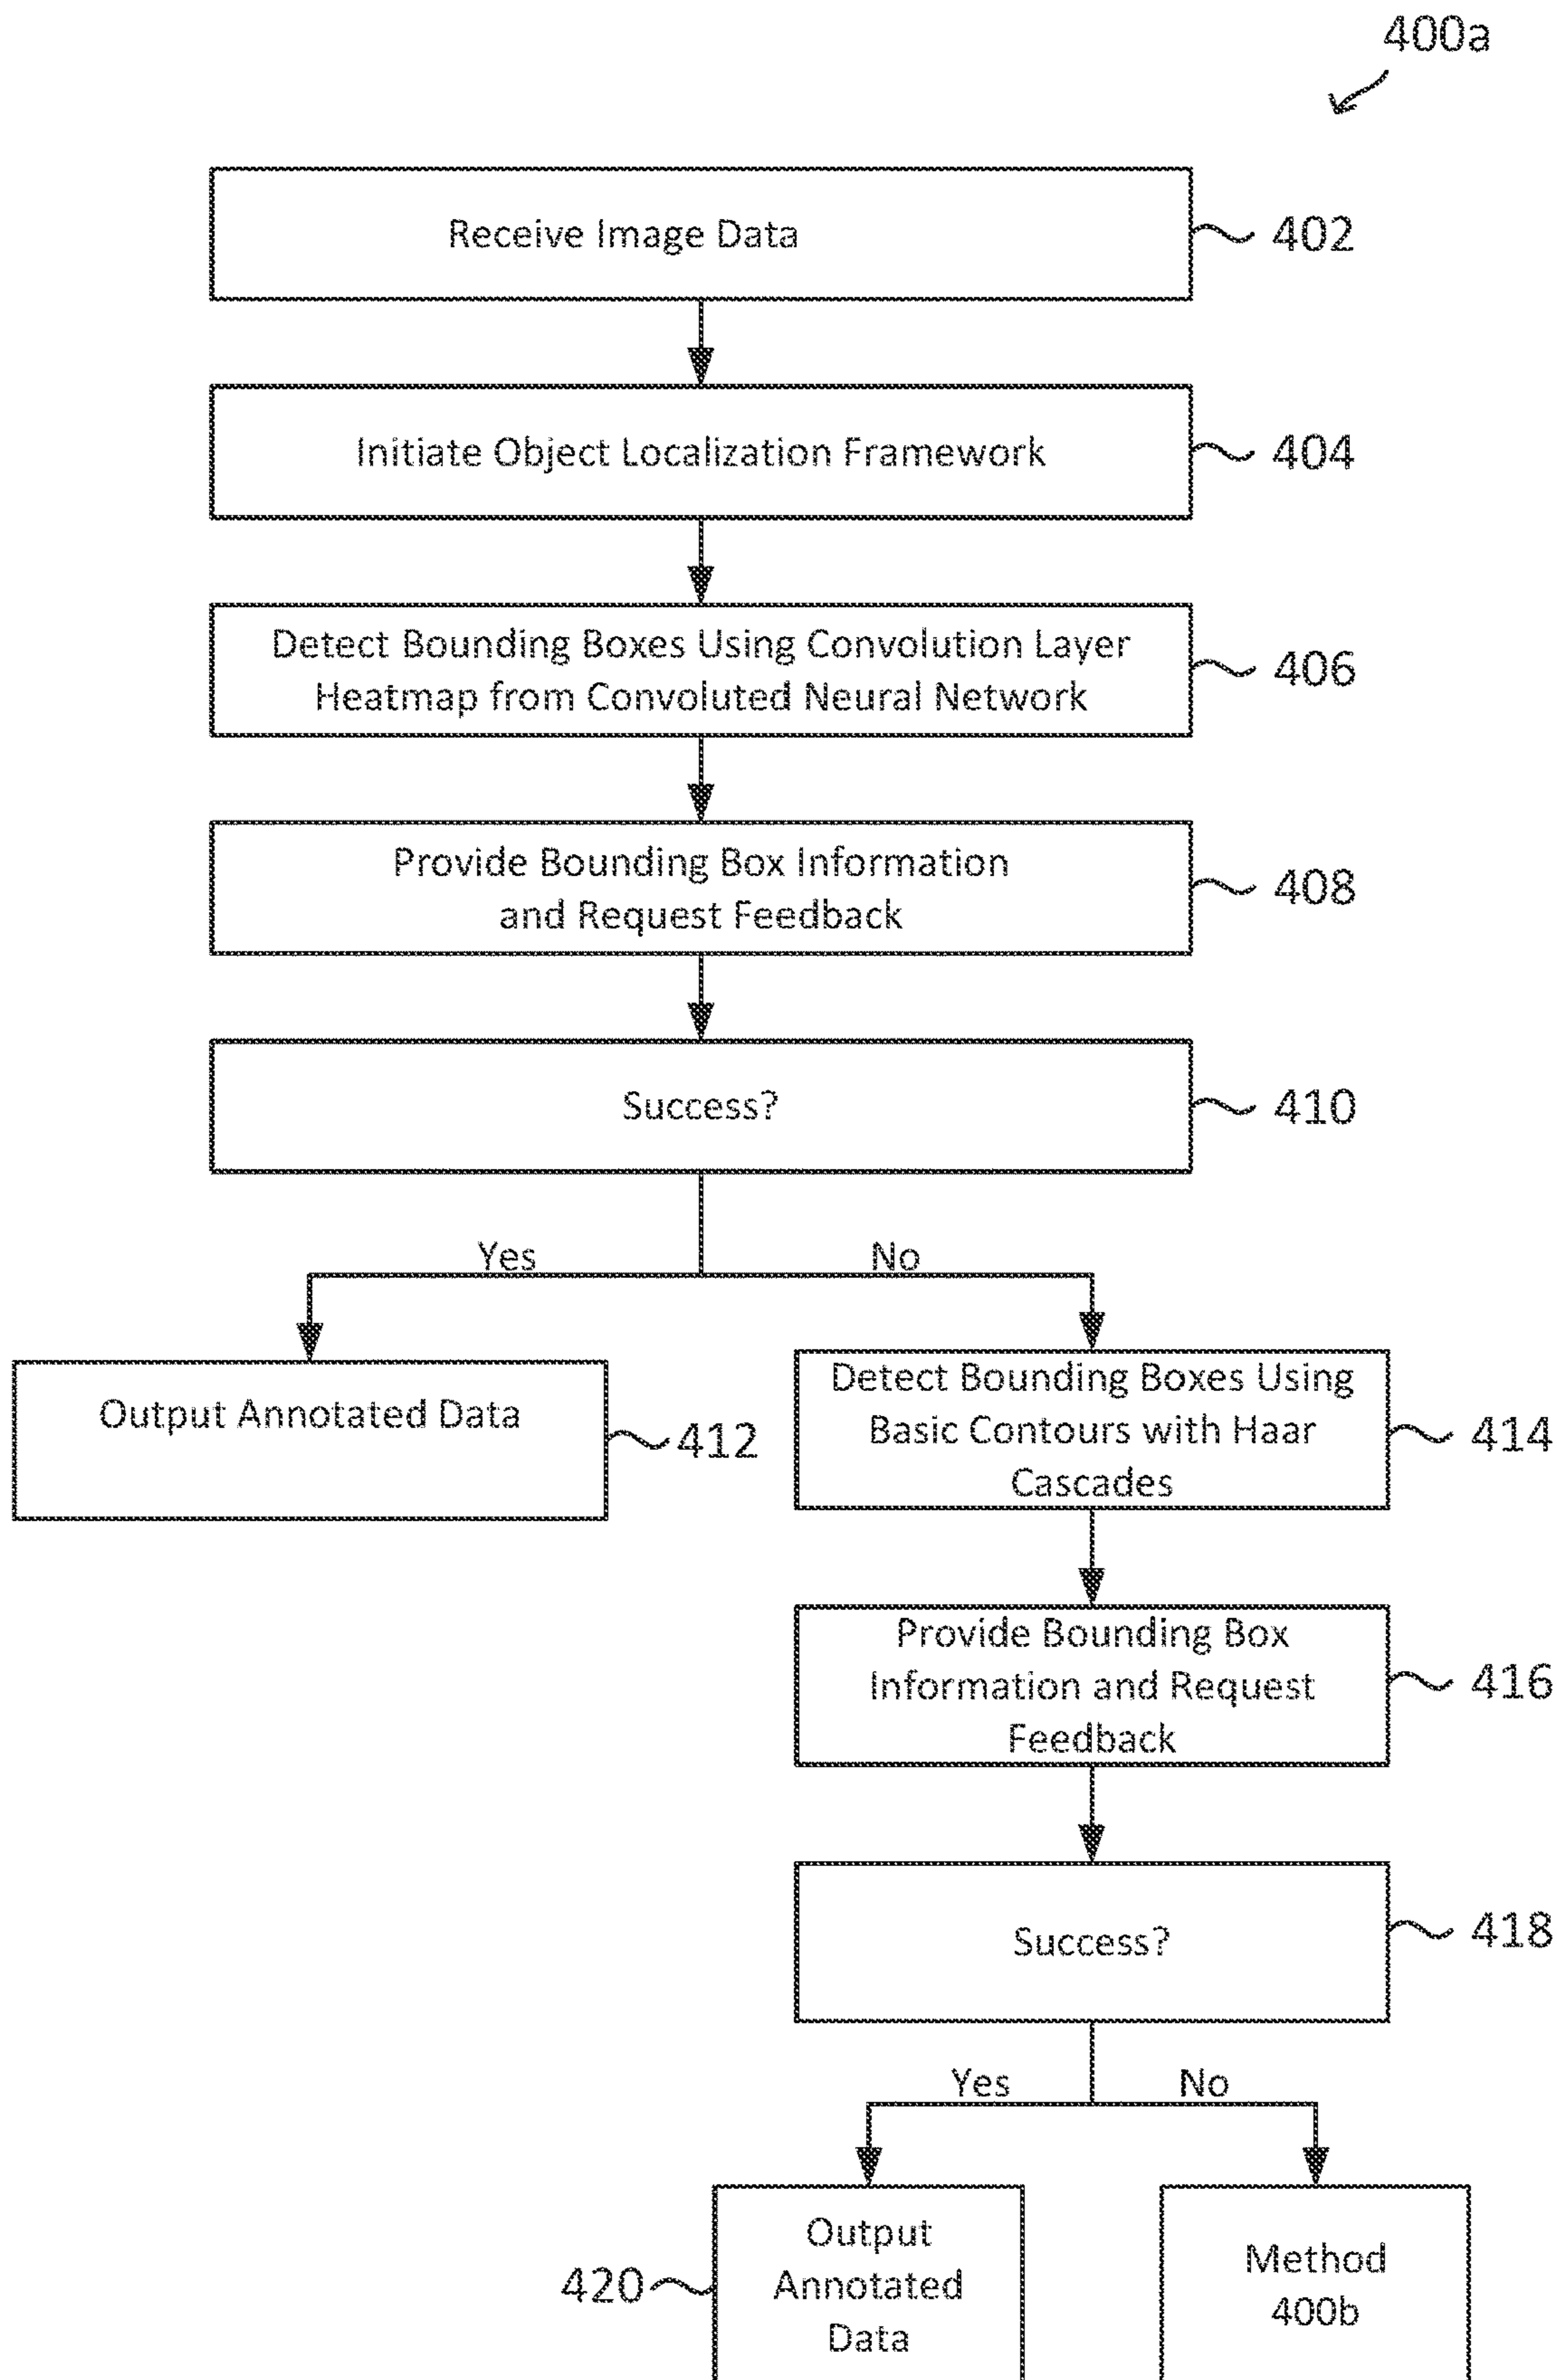 400a
Receive Image Data
402
Initiate Object Localization Framework
404
Detect Bounding Boxes Using Convolution Layer
Heatmap from Convoluted Neural Network
406
Provide Bounding Box Information
and Request Feedback
408
Success?
410
Yes
No
Output Annotated Data
412
Detect Bounding Boxes Using
Basic Contours with Haar
Cascades
414
Provide Bounding Box
Information and Request
Feedback
416
Success?
418
Yes
No
420
Output
Annotated
Data
Method
400b